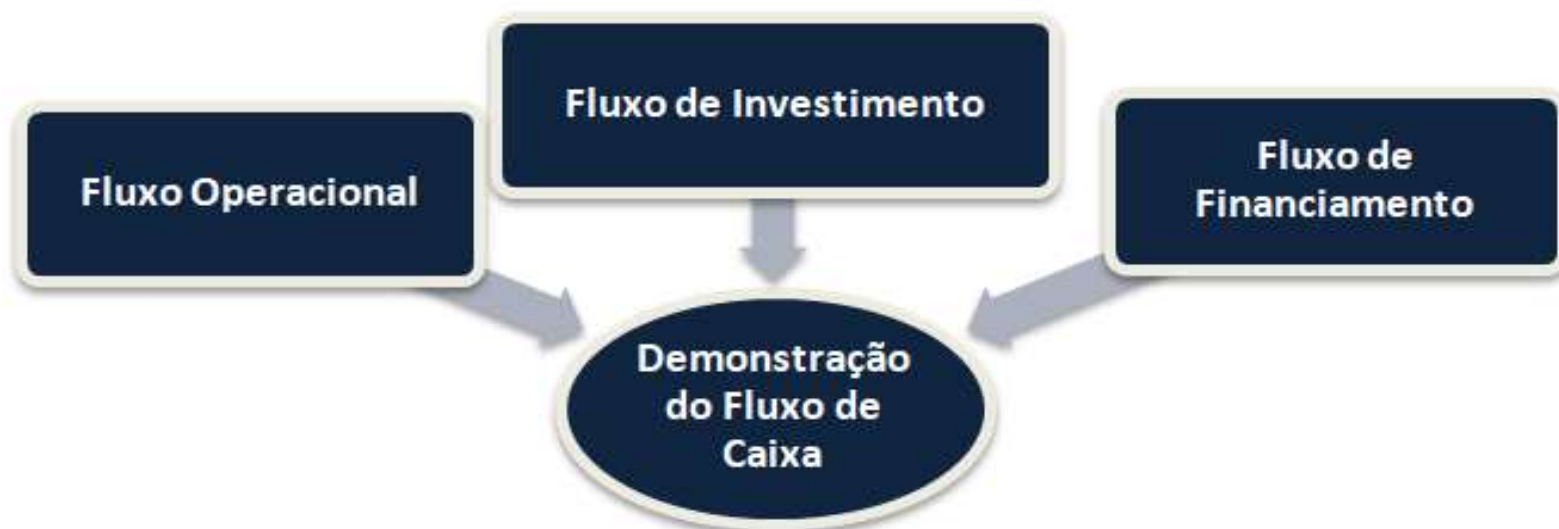 Fluxo Operacional
Fluxo de Investimento
Fluxo de
Financiamento
Demonstração
do Fluxo de
Caixa